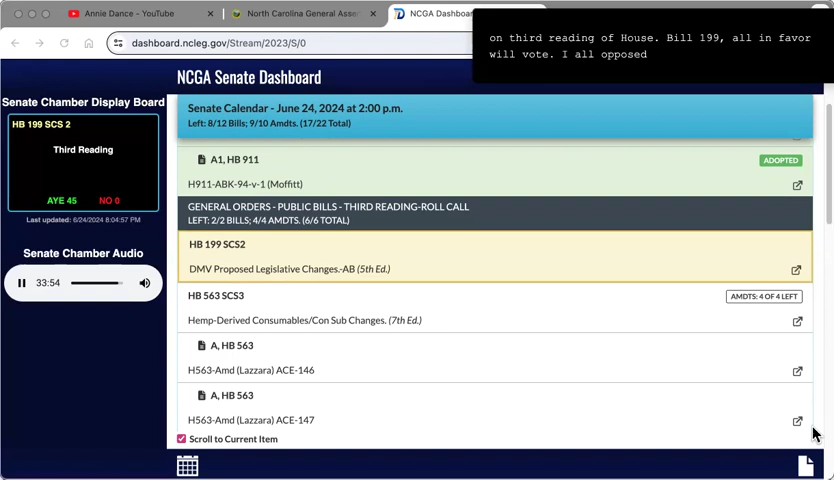 Annie Dance - YouTube
North Carolina General Asse
NCGA Dashboar
dashboard.ncleg.gov/Stream/2023/S/0
on third reading of House. Bill 199, all in favor
will vote. I all opposed
NCGA Senate Dashboard
Senate Chamber Display Board
HB 199 SCS 2
Third Reading
AYE 45 NO 0
Last updated: 6/24/2024 8:04:57 PM
Senate Chamber Audio
33:54
Senate Calendar - June 24, 2024 at 2:00 p.m.
Left: 8/12 Bills; 9/10 Amdts. (17/22 Total)
A1, HB 911 ADOPTED
H911-ABK-94-v-1 (Moffitt)
GENERAL ORDERS - PUBLIC BILLS - THIRD READING-ROLL CALL
LEFT: 2/2 BILLS; 4/4 AMDTS. (6/6 TOTAL)
HB 199 SCS2
DMV Proposed Legislative Changes.-AB (5th Ed.)
HB 563 SCS3 AMDTS: 4 OF 4 LEFT
Hemp-Derived Consumables/Con Sub Changes. (7th Ed.)
A, HB 563
H563-Amd (Lazzara) ACE-146
A, HB 563
H563-Amd (Lazzara) ACE-147
Scroll to Current Item